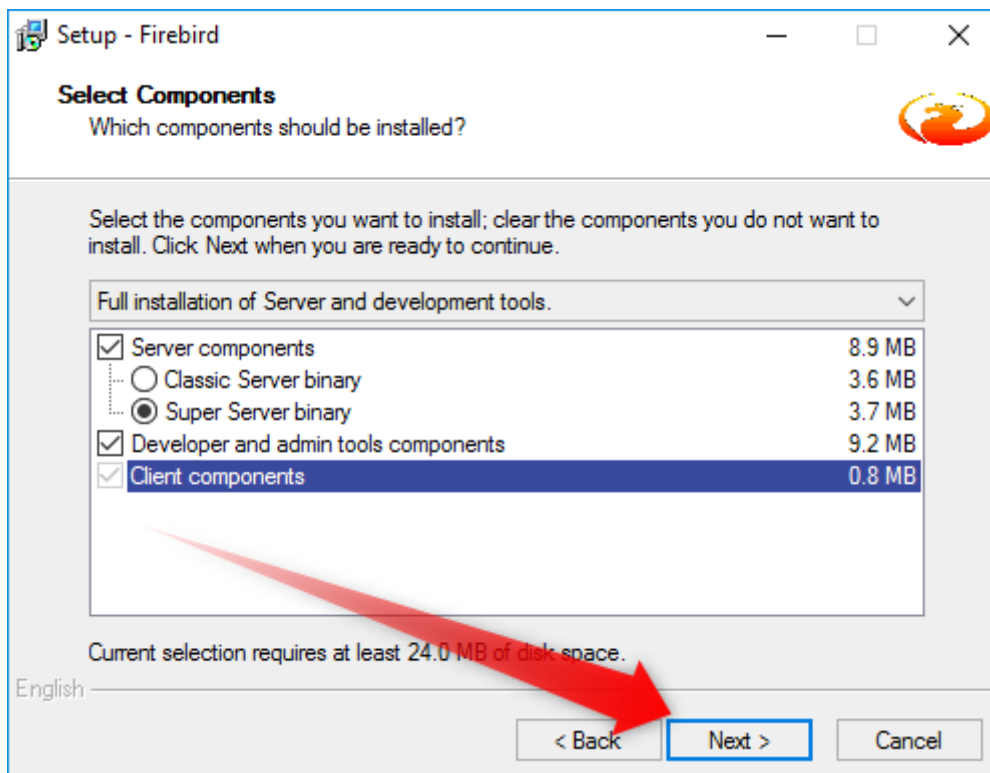 Setup - Firebird
Select Components
Which components should be installed?
Select the components you want to install; clear the components you do not want to
install. Click Next when you are ready to continue.
Full installation of Server and development tools.
Server components 8.9 MB
Classic Server binary 3.6 MB
Super Server binary 3.7 MB
Developer and admin tools components 9.2 MB
Client components 0.8 MB
Current selection requires at least 24.0 MB of disk space.
English
< Back Next > Cancel